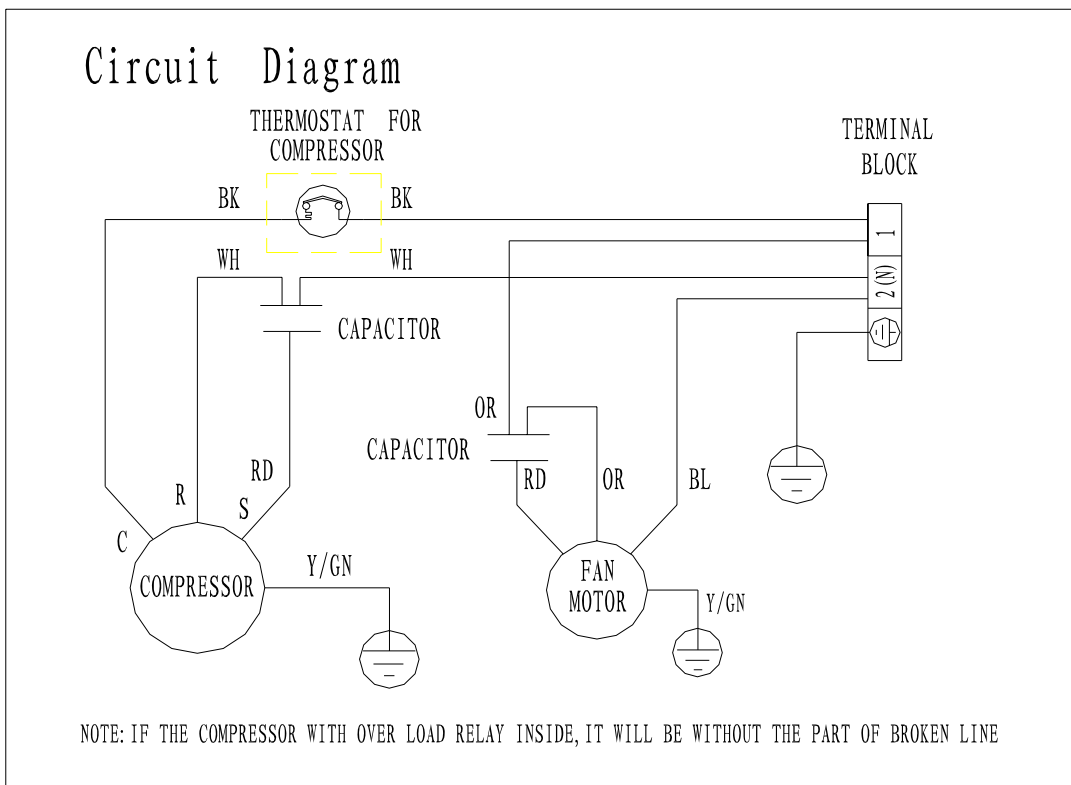 Circuit Diagram
THERMOSTAT FOR
COMPRESSOR
TERMINAL
BLOCK
BK
BK
1
WH
WH
2(N)
CAPACITOR
OR
CAPACITOR
RD
R
S
RD
OR
BL
C
COMPRESSOR
Y/GN
FAN
MOTOR
Y/GN
NOTE: IF THE COMPRESSOR WITH OVER LOAD RELAY INSIDE, IT WILL BE WITHOUT THE PART OF BROKEN LINE